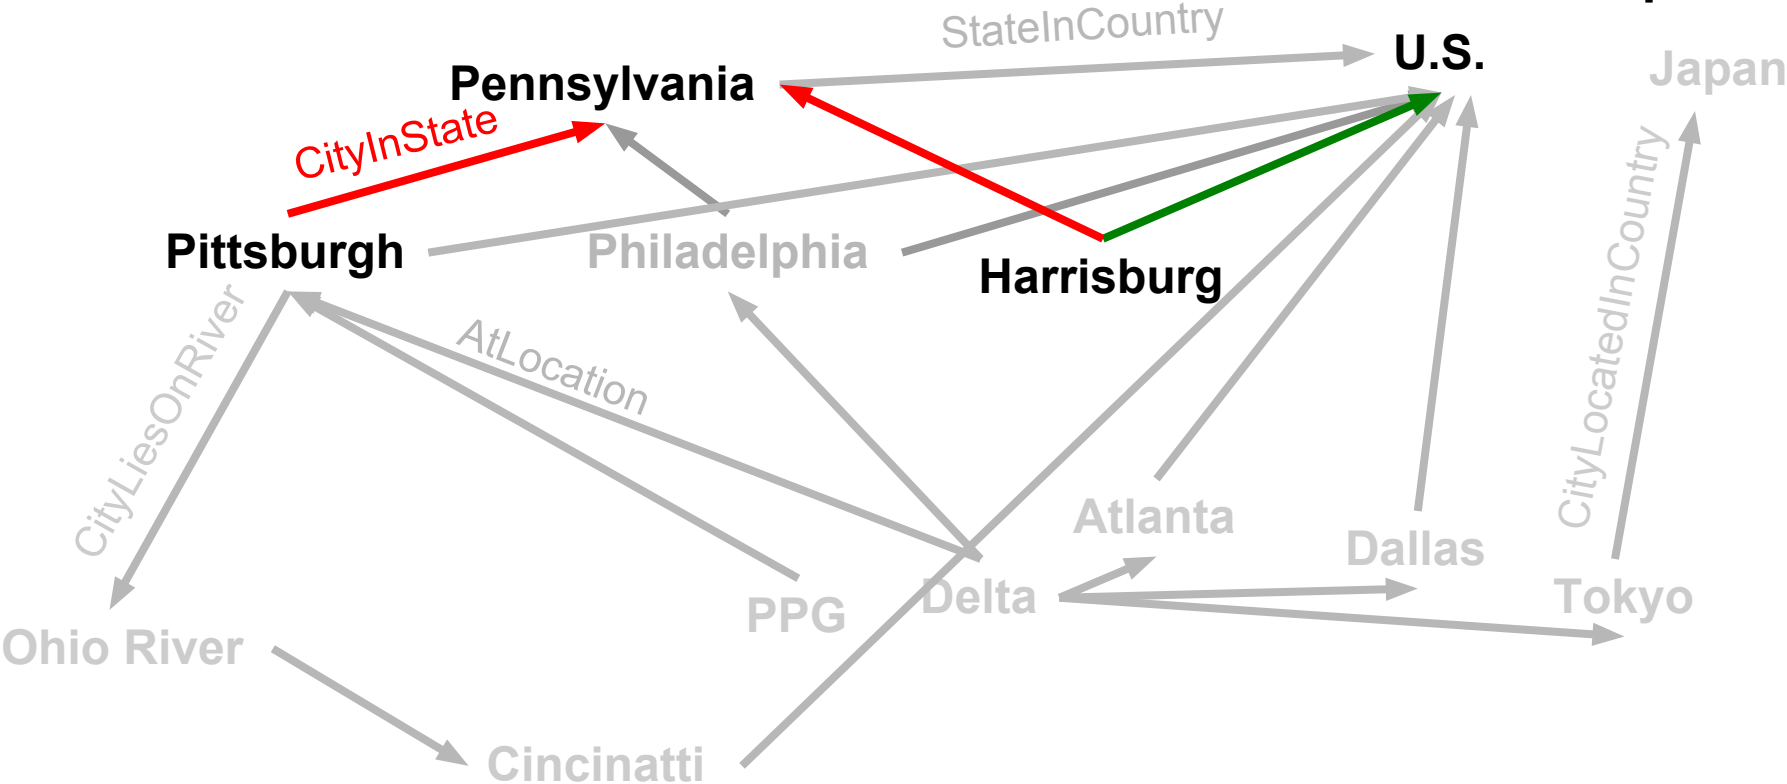 StateInCountry
U.S.
Japan
Pennsylvania
CityInState
Pittsburgh
Philadelphia
Harrisburg
CityLocatedInCountry
CityLiesOnRiver
AtLocation
Atlanta
Dallas
PPG
Delta
Tokyo
Ohio River
Cincinatti